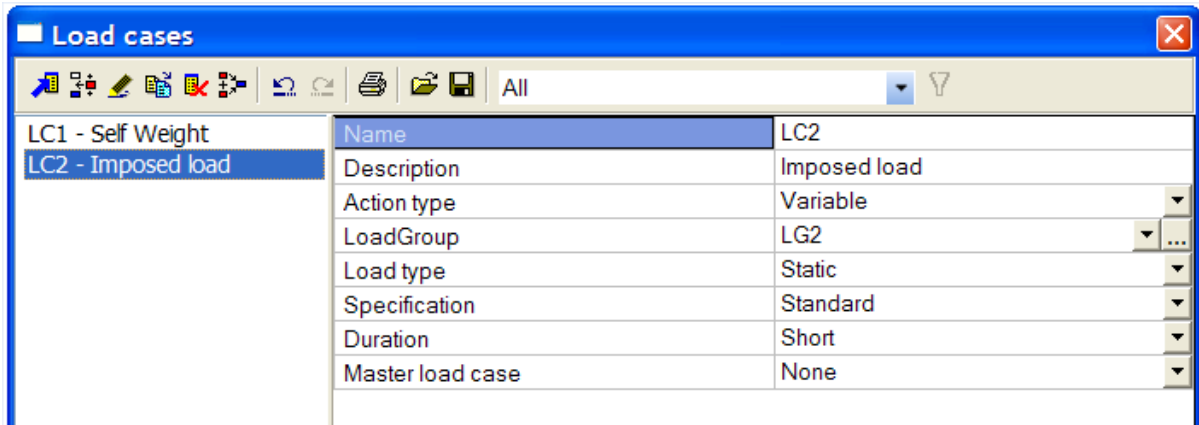 Load cases
All
LC1 - Self Weight
LC2 - Imposed load
Name LC2
Description Imposed load
Action type Variable
LoadGroup LG2 ...
Load type Static
Specification Standard
Duration Short
Master load case None